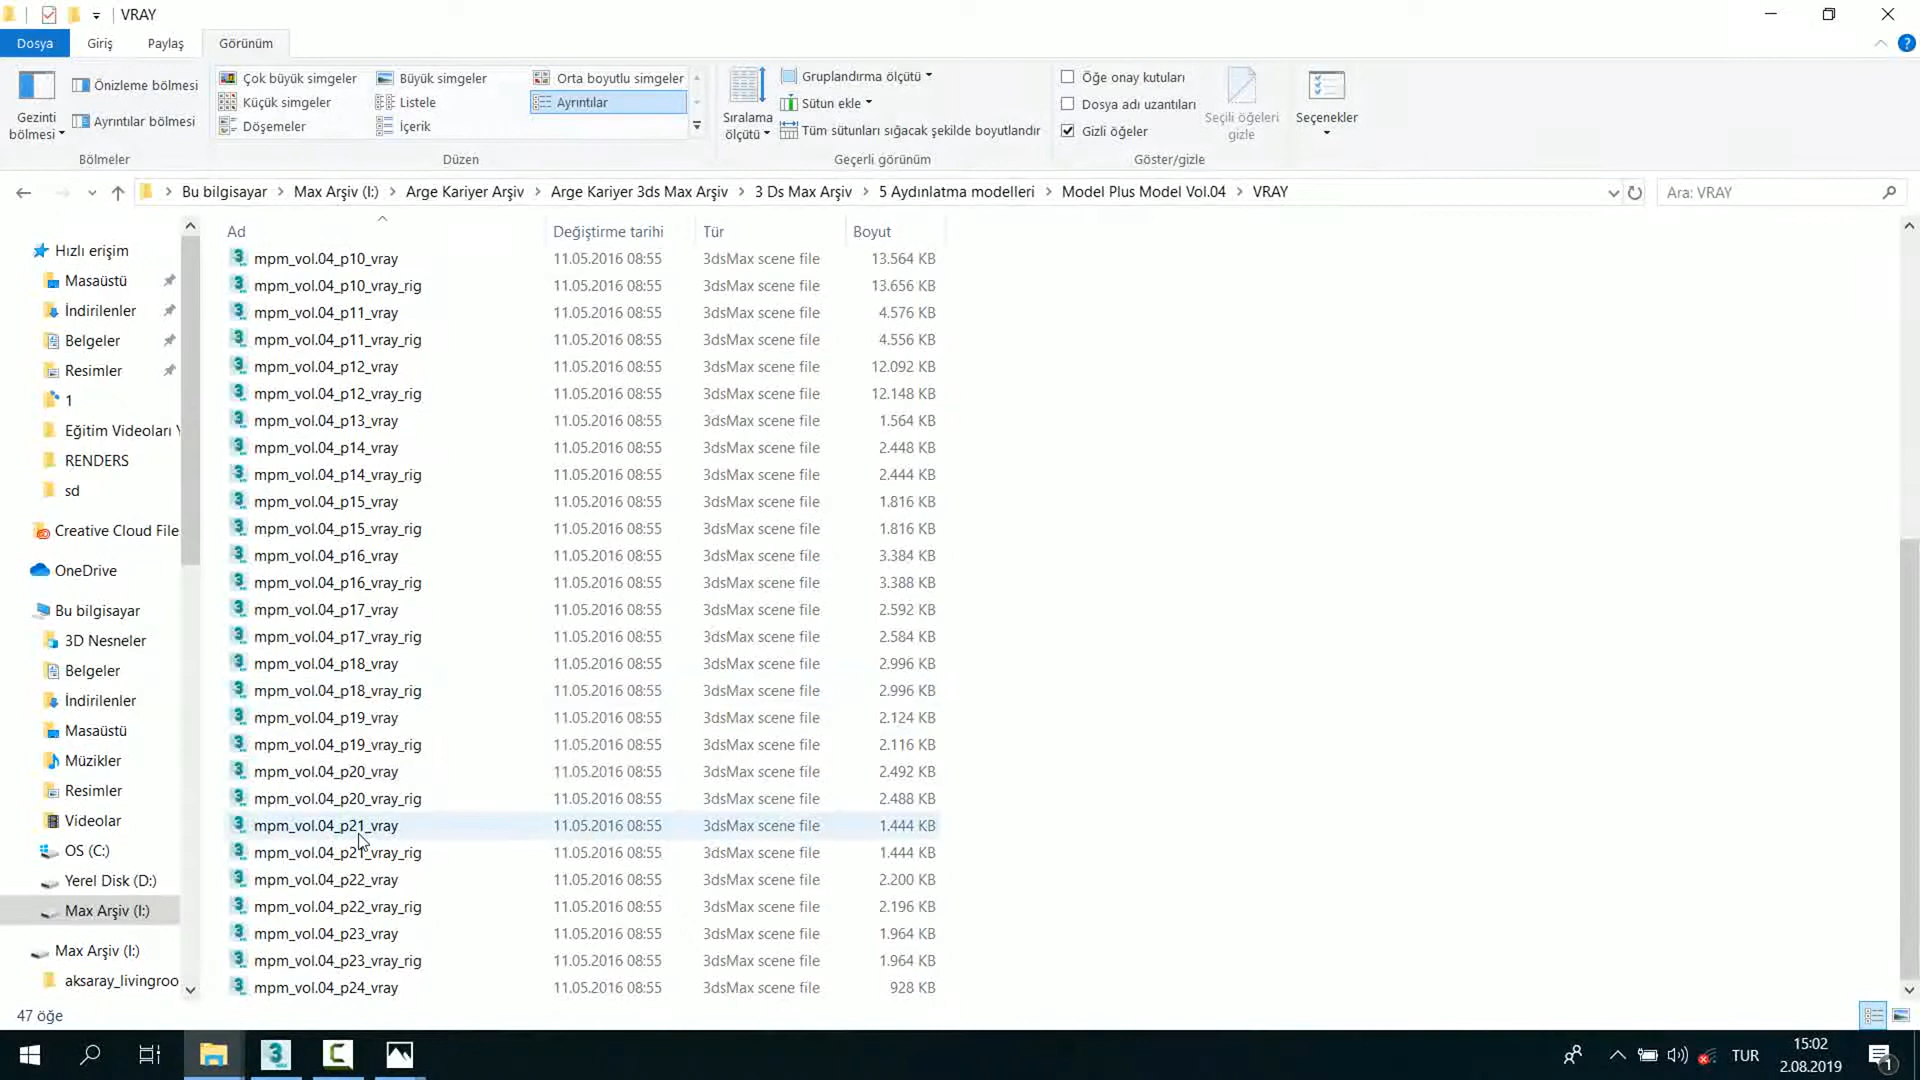 VRAY
Dosya Giriş Paylaş Görünüm
Gezinti bölmesi
Önizleme bölmesi
Ayrıntılar bölmesi
Bölmeler
Çok büyük simgeler Büyük simgeler Orta boyutlu simgeler
Küçük simgeler Listele Ayrıntılar
Döşemeler İçerik
Düzen
Sıralama ölçütü
Gruplandırma ölçütü
Sütun ekle
Tüm sütunları sığacak şekilde boyutlandır
Geçerli görünüm
Öğe onay kutuları
Dosya adı uzantıları
Gizli öğeler
Seçili öğeleri gizle
Seçenekler
Göster/gizle
Bu bilgisayar Max Arşiv (I:) Arge Kariyer Arşiv Arge Kariyer 3ds Max Arşiv 3 Ds Max Arşiv 5 Aydınlatma modelleri Model Plus Model Vol.04 VRAY
Ara: VRAY
Hızlı erişim
Masaüstü
İndirilenler
Belgeler
Resimler
1
Eğitim Videoları
RENDERS
sd
Creative Cloud File
OneDrive
Bu bilgisayar
3D Nesneler
Belgeler
İndirilenler
Masaüstü
Müzikler
Resimler
Videolar
OS (C:)
Yerel Disk (D:)
Max Arşiv (I:)
Max Arşiv (I:)
aksaray_livingroo
Ad Değiştirme tarihi Tür Boyut
mpm_vol.04_p10_vray 11.05.2016 08:55 3dsMax scene file 13.564 KB
mpm_vol.04_p10_vray_rig 11.05.2016 08:55 3dsMax scene file 13.656 KB
mpm_vol.04_p11_vray 11.05.2016 08:55 3dsMax scene file 4.576 KB
mpm_vol.04_p11_vray_rig 11.05.2016 08:55 3dsMax scene file 4.556 KB
mpm_vol.04_p12_vray 11.05.2016 08:55 3dsMax scene file 12.092 KB
mpm_vol.04_p12_vray_rig 11.05.2016 08:55 3dsMax scene file 12.148 KB
mpm_vol.04_p13_vray 11.05.2016 08:55 3dsMax scene file 1.564 KB
mpm_vol.04_p14_vray 11.05.2016 08:55 3dsMax scene file 2.448 KB
mpm_vol.04_p14_vray_rig 11.05.2016 08:55 3dsMax scene file 2.444 KB
mpm_vol.04_p15_vray 11.05.2016 08:55 3dsMax scene file 1.816 KB
mpm_vol.04_p15_vray_rig 11.05.2016 08:55 3dsMax scene file 1.816 KB
mpm_vol.04_p16_vray 11.05.2016 08:55 3dsMax scene file 3.384 KB
mpm_vol.04_p16_vray_rig 11.05.2016 08:55 3dsMax scene file 3.388 KB
mpm_vol.04_p17_vray 11.05.2016 08:55 3dsMax scene file 2.592 KB
mpm_vol.04_p17_vray_rig 11.05.2016 08:55 3dsMax scene file 2.584 KB
mpm_vol.04_p18_vray 11.05.2016 08:55 3dsMax scene file 2.996 KB
mpm_vol.04_p18_vray_rig 11.05.2016 08:55 3dsMax scene file 2.996 KB
mpm_vol.04_p19_vray 11.05.2016 08:55 3dsMax scene file 2.124 KB
mpm_vol.04_p19_vray_rig 11.05.2016 08:55 3dsMax scene file 2.116 KB
mpm_vol.04_p20_vray 11.05.2016 08:55 3dsMax scene file 2.492 KB
mpm_vol.04_p20_vray_rig 11.05.2016 08:55 3dsMax scene file 2.488 KB
mpm_vol.04_p21_vray 11.05.2016 08:55 3dsMax scene file 1.444 KB
mpm_vol.04_p21_vray_rig 11.05.2016 08:55 3dsMax scene file 1.444 KB
mpm_vol.04_p22_vray 11.05.2016 08:55 3dsMax scene file 2.200 KB
mpm_vol.04_p22_vray_rig 11.05.2016 08:55 3dsMax scene file 2.196 KB
mpm_vol.04_p23_vray 11.05.2016 08:55 3dsMax scene file 1.964 KB
mpm_vol.04_p23_vray_rig 11.05.2016 08:55 3dsMax scene file 1.964 KB
mpm_vol.04_p24_vray 11.05.2016 08:55 3dsMax scene file 928 KB
47 öğe
TUR
15:02
2.08.2019
1